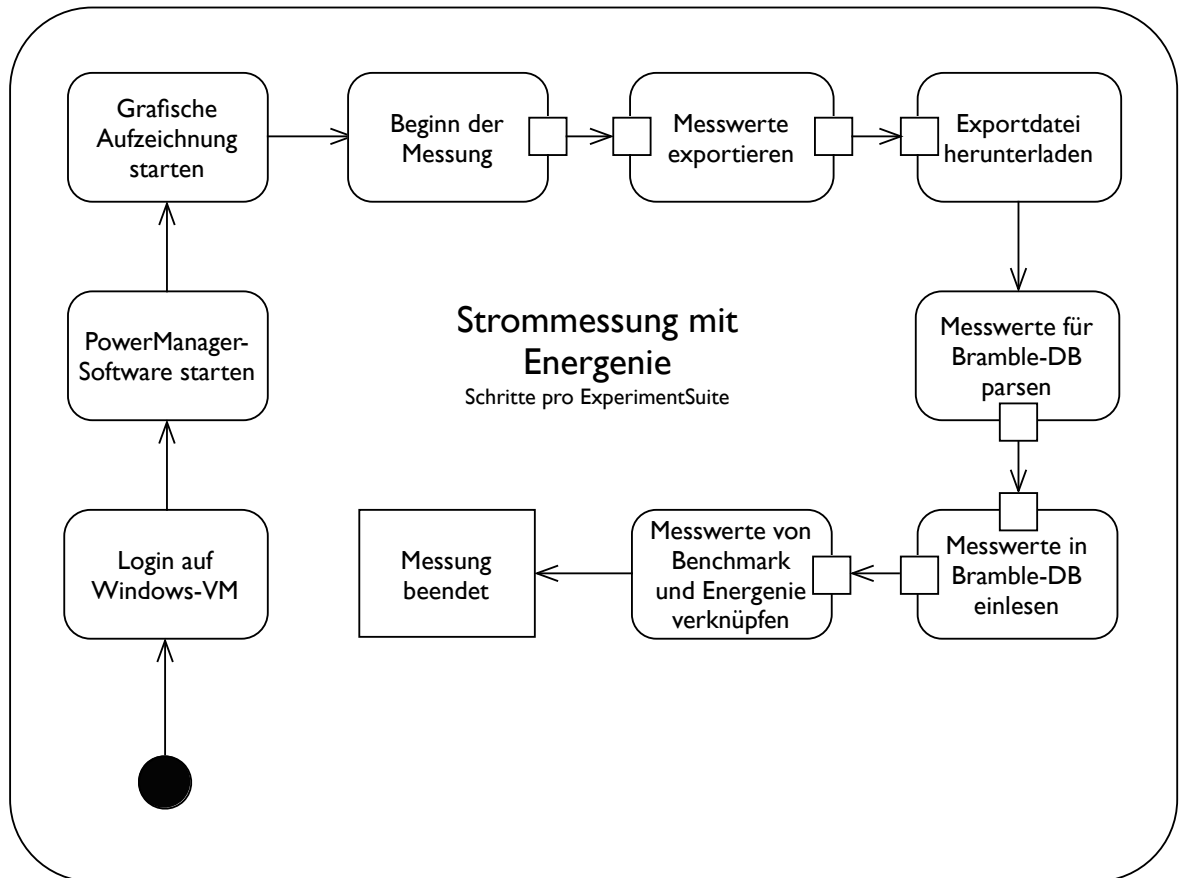 Grafische
Aufzeichnung
starten
Beginn der
Messung
Messwerte
exportieren
Exportdatei
herunterladen
PowerManager-
Software starten
Strommessung mit
Energenie
Schritte pro ExperimentSuite
Messwerte für
Bramble-DB
parsen
Login auf
Windows-VM
Messung
beendet
Messwerte von
Benchmark
und Energenie
verknüpfen
Messwerte in
Bramble-DB
einlesen